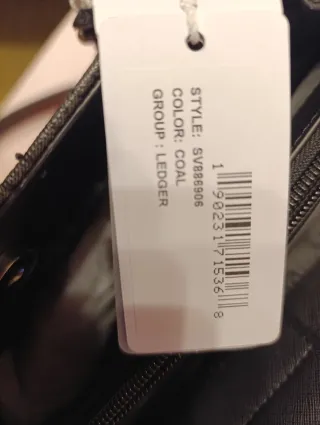 STYLE: SV886906
COLOR: COAL
GROUP : LEDGER
1 90231 71536 8